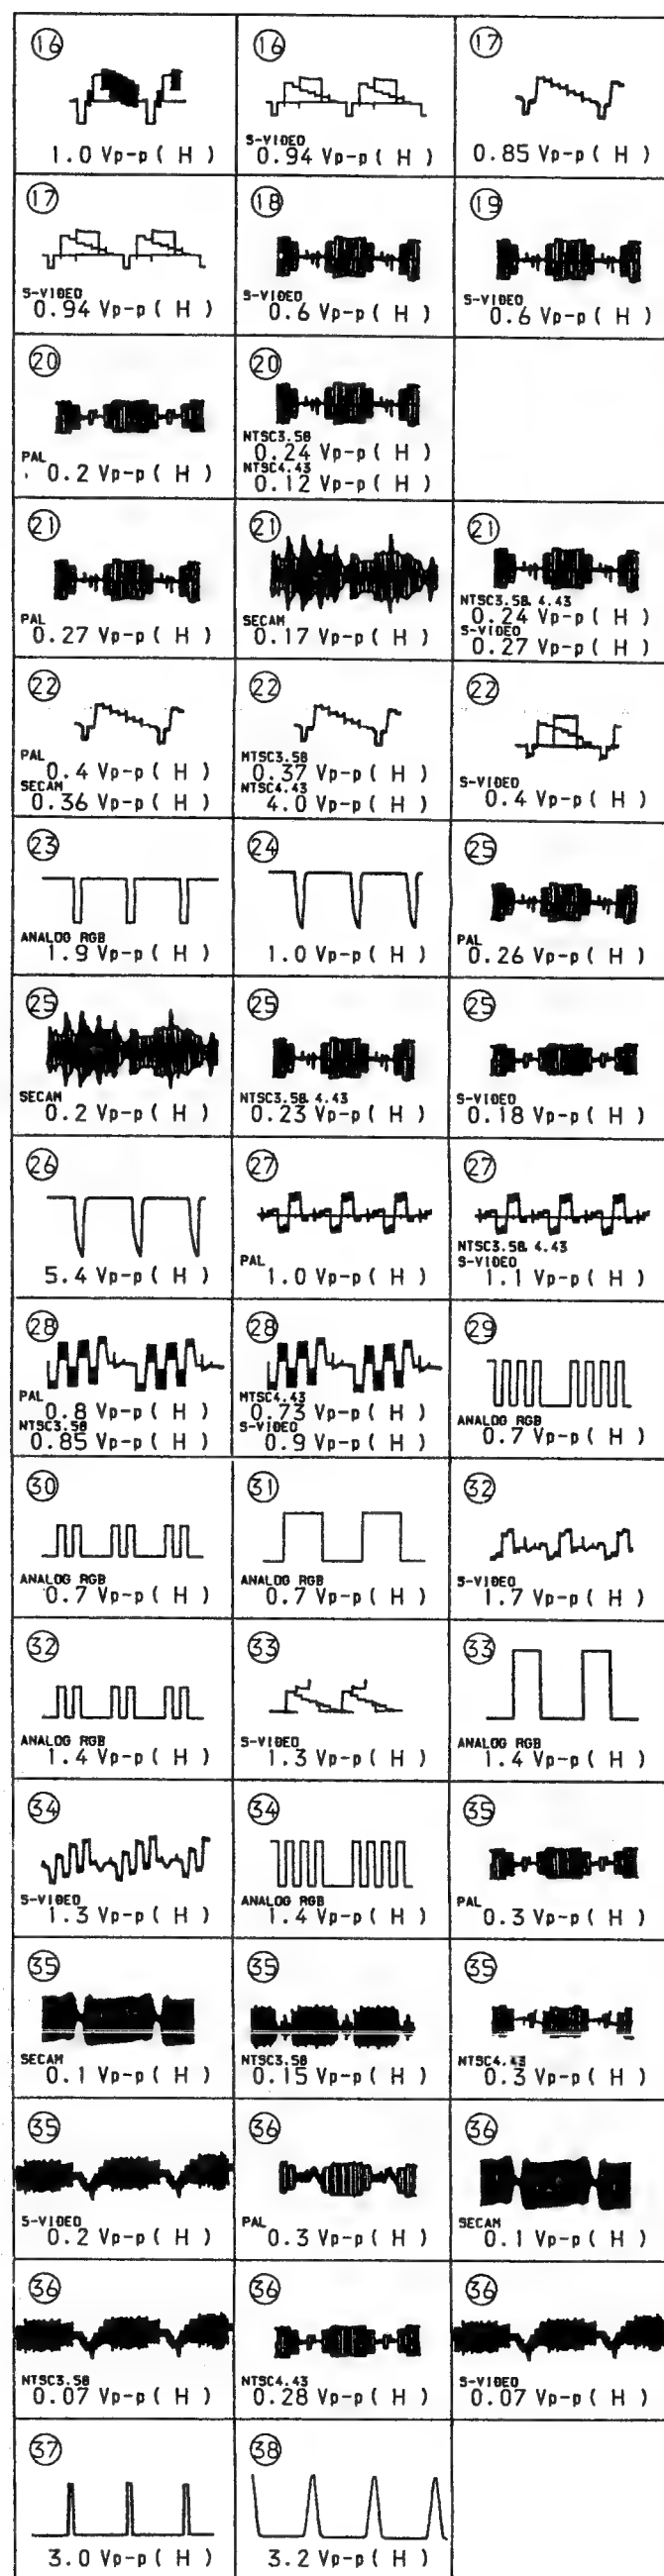 16
1.0 Vp-p ( H )
16
S-VIDEO
0.94 Vp-p ( H )
17
0.85 Vp-p ( H )
17
S-VIDEO
0.94 Vp-p ( H )
18
S-VIDEO
0.6 Vp-p ( H )
19
S-VIDEO
0.6 Vp-p ( H )
20
PAL
0.2 Vp-p ( H )
20
NTSC3.58
0.24 Vp-p ( H )
NTSC4.43
0.12 Vp-p ( H )
21
PAL
0.27 Vp-p ( H )
21
SECAM
0.17 Vp-p ( H )
21
NTSC3.58, 4.43
0.24 Vp-p ( H )
S-VIDEO
0.27 Vp-p ( H )
22
PAL
0.4 Vp-p ( H )
SECAM
0.36 Vp-p ( H )
22
MTSC3.58
0.37 Vp-p ( H )
NTSC4.43
4.0 Vp-p ( H )
22
S-VIDEO
0.4 Vp-p ( H )
23
ANALOG RGB
1.9 Vp-p ( H )
24
1.0 Vp-p ( H )
25
PAL
0.26 Vp-p ( H )
25
SECAM
0.2 Vp-p ( H )
25
NTSC3.58, 4.43
0.23 Vp-p ( H )
25
S-VIDEO
0.18 Vp-p ( H )
26
5.4 Vp-p ( H )
27
PAL
1.0 Vp-p ( H )
27
NTSC3.58, 4.43
S-VIDEO
1.1 Vp-p ( H )
28
PAL
0.8 Vp-p ( H )
NTSC3.58
0.85 Vp-p ( H )
28
MTSC4.43
0.73 Vp-p ( H )
S-VIDEO
0.9 Vp-p ( H )
29
ANALOG RGB
0.7 Vp-p ( H )
30
ANALOG RGB
0.7 Vp-p ( H )
31
ANALOG RGB
0.7 Vp-p ( H )
32
S-VIDEO
1.7 Vp-p ( H )
32
ANALOG RGB
1.4 Vp-p ( H )
33
S-VIDEO
1.3 Vp-p ( H )
33
ANALOG RGB
1.4 Vp-p ( H )
34
S-VIDEO
1.3 Vp-p ( H )
34
ANALOG RGB
1.4 Vp-p ( H )
35
PAL
0.3 Vp-p ( H )
35
SECAM
0.1 Vp-p ( H )
35
NTSC3.58
0.15 Vp-p ( H )
35
NTSC4.43
0.3 Vp-p ( H )
35
S-VIDEO
0.2 Vp-p ( H )
36
PAL
0.3 Vp-p ( H )
36
SECAM
0.1 Vp-p ( H )
36
NTSC3.58
0.07 Vp-p ( H )
36
NTSC4.43
0.28 Vp-p ( H )
36
S-VIDEO
0.07 Vp-p ( H )
37
3.0 Vp-p ( H )
38
3.2 Vp-p ( H )